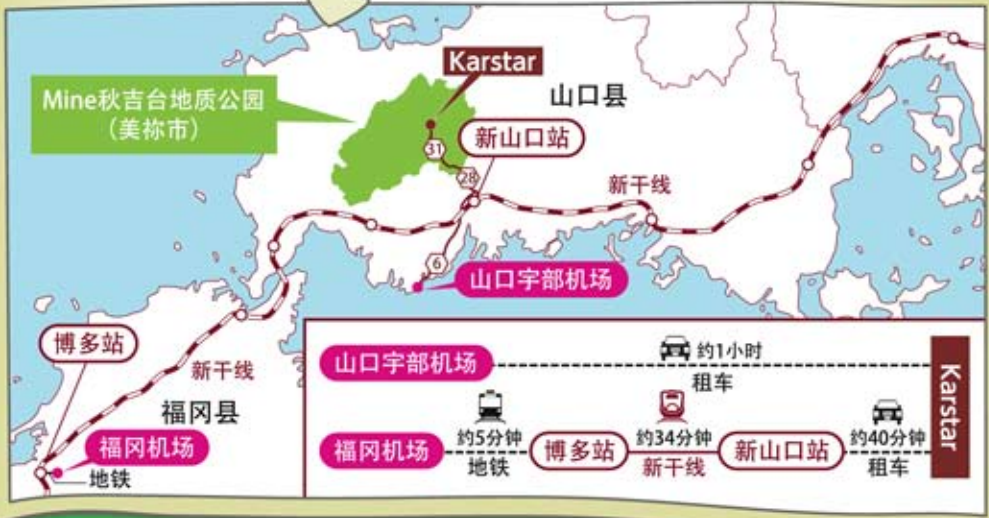 Karstar
Mine秋吉台地质公园
（美祢市）
山口县
31
新山口站
28
新干线
6
山口宇部机场
博多站
新干线
福冈县
福冈机场
地铁
山口宇部机场
约1小时
租车
福冈机场
约5分钟
地铁
博多站
约34分钟
新干线
新山口站
约40分钟
租车
Karstar